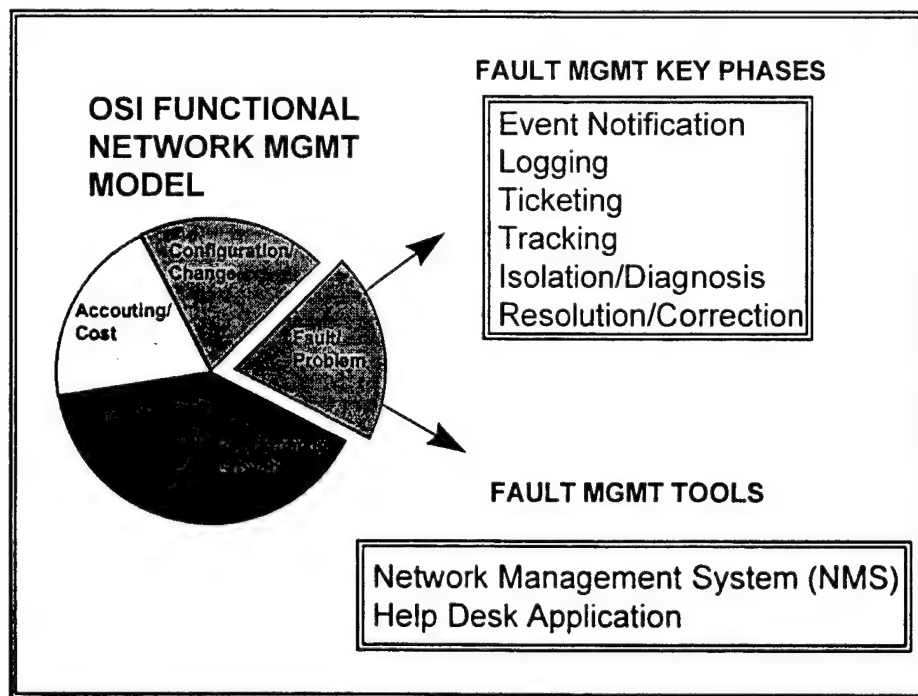 OSI FUNCTIONAL
NETWORK MGMT
MODEL
Configuration/
Change
Accouting/
Cost
Fault/
Problem
FAULT MGMT KEY PHASES
Event Notification
Logging
Ticketing
Tracking
Isolation/Diagnosis
Resolution/Correction
FAULT MGMT TOOLS
Network Management System (NMS)
Help Desk Application